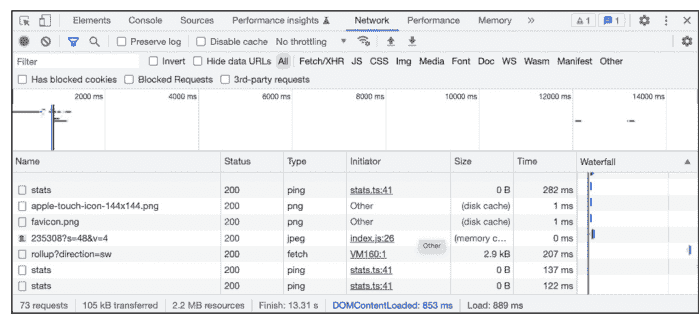 Elements Console Sources Performance insights Network Performance Memory » 1 1
Preserve log Disable cache No throttling
Filter Invert Hide data URLs All Fetch/XHR JS CSS Img Media Font Doc WS Wasm Manifest Other
Has blocked cookies Blocked Requests 3rd-party requests
2000 ms 4000 ms 6000 ms 8000 ms 10000 ms 12000 ms 14000 ms
Name Status Type Initiator Size Time Waterfall
stats 200 ping stats.ts:41 0 B 282 ms
apple-touch-icon-144x144.png 200 png Other (disk cache) 1 ms
favicon.png 200 png Other (disk cache) 1 ms
235308?s=48&v=4 200 jpeg index.js:26 (memory c... 0 ms
Other
rollup?direction=sw 200 fetch VM160:1 2.9 kB 207 ms
stats 200 ping stats.ts:41 0 B 137 ms
stats 200 ping stats.ts:41 0 B 122 ms
73 requests 105 kB transferred 2.2 MB resources Finish: 13.31 s DOMContentLoaded: 853 ms Load: 889 ms